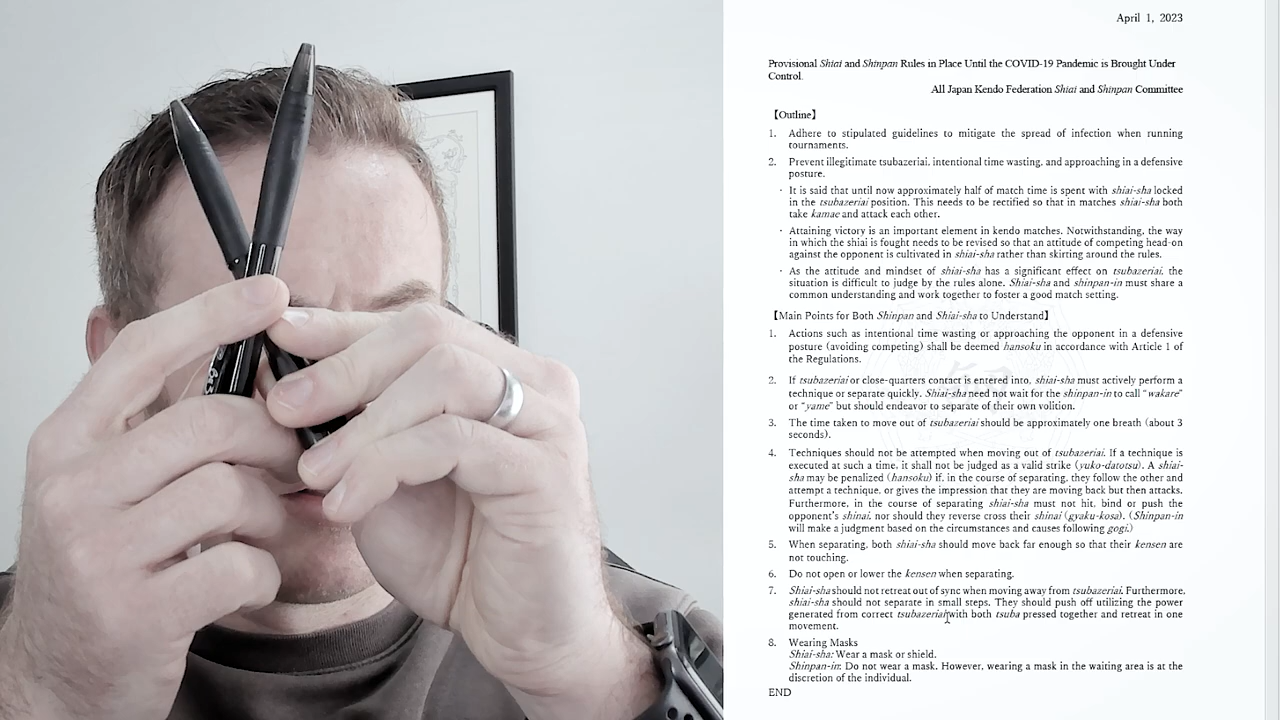 April 1, 2023
Provisional Shiai and Shinpan Rules in Place Until the COVID-19 Pandemic is Brought Under
Control.
All Japan Kendo Federation Shiai and Shinpan Committee
【Outline】
1. Adhere to stipulated guidelines to mitigate the spread of infection when running
tournaments.
2. Prevent illegitimate tsubazeriai, intentional time wasting, and approaching in a defensive
posture.
· It is said that until now approximately half of match time is spent with shiai-sha locked
in the tsubazeriai position. This needs to be rectified so that in matches shiai-sha both
take kamae and attack each other.
· Attaining victory is an important element in kendo matches. Notwithstanding, the way
in which the shiai is fought needs to be revised so that an attitude of competing head-on
against the opponent is cultivated in shiai-sha rather than skirting around the rules.
· As the attitude and mindset of shiai-sha has a significant effect on tsubazeriai, the
situation is difficult to judge by the rules alone. Shiai-sha and shinpan-in must share a
common understanding and work together to foster a good match setting.
【Main Points for Both Shinpan and Shiai-sha to Understand】
1. Actions such as intentional time wasting or approaching the opponent in a defensive
posture (avoiding competing) shall be deemed hansoku in accordance with Article 1 of
the Regulations.
2. If tsubazeriai or close-quarters contact is entered into, shiai-sha must actively perform a
technique or separate quickly. Shiai-sha need not wait for the shinpan-in to call "wakare"
or "yame" but should endeavor to separate of their own volition.
3. The time taken to move out of tsubazeriai should be approximately one breath (about 3
seconds).
4. Techniques should not be attempted when moving out of tsubazeriai. If a technique is
executed at such a time, it shall not be judged as a valid strike (yuko-datotsu). A shiai-
sha may be penalized (hansoku) if, in the course of separating, they follow the other and
attempt a technique, or gives the impression that they are moving back but then attacks.
Furthermore, in the course of separating shiai-sha must not hit, bind or push the
opponent's shinai, nor should they reverse cross their shinai (gyaku-kosa). (Shinpan-in
will make a judgment based on the circumstances and causes following gogi.)
5. When separating, both shiai-sha should move back far enough so that their kensen are
not touching.
6. Do not open or lower the kensen when separating.
7. Shiai-sha should not retreat out of sync when moving away from tsubazeriai. Furthermore,
shiai-sha should not separate in small steps. They should push off utilizing the power
generated from correct tsubazeriai with both tsuba pressed together and retreat in one
movement.
8. Wearing Masks
Shiai-sha: Wear a mask or shield.
Shinpan-in: Do not wear a mask. However, wearing a mask in the waiting area is at the
discretion of the individual.
END